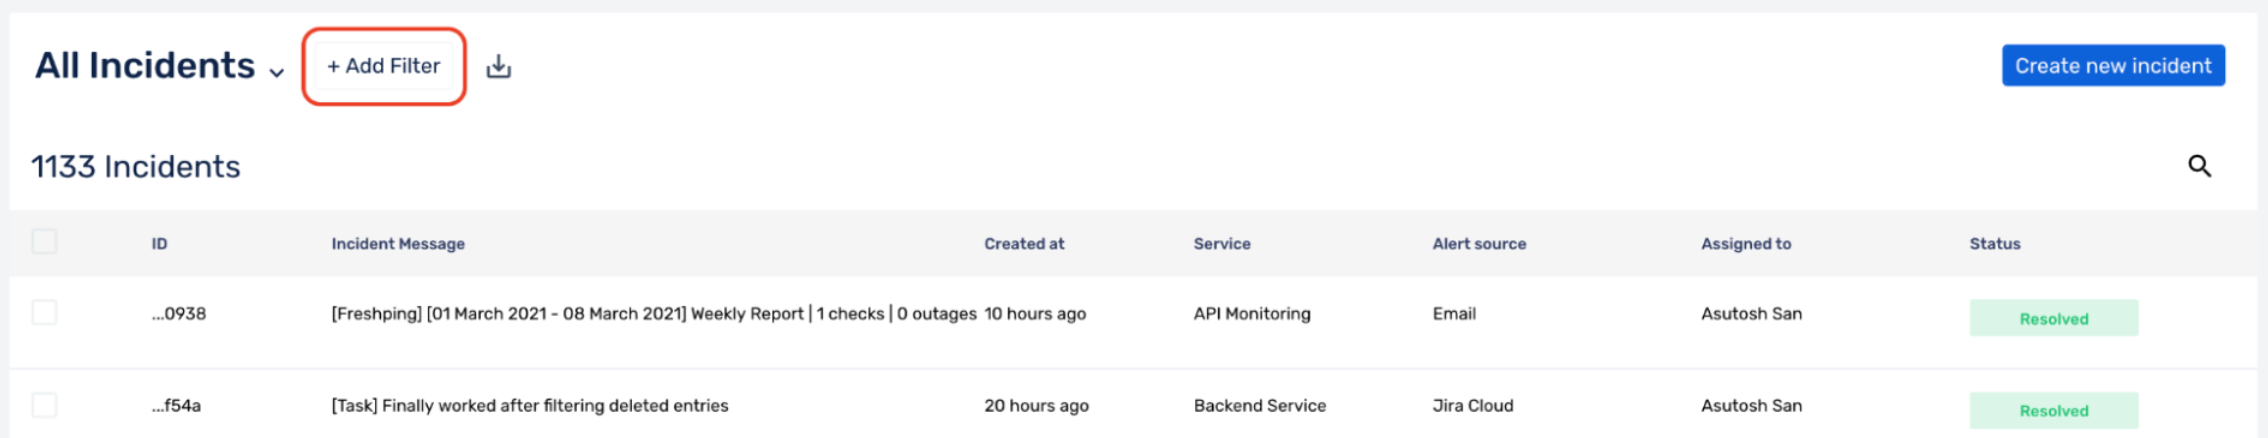 All Incidents + Add Filter Create new incident
1133 Incidents
ID Incident Message Created at Service Alert source Assigned to Status
...0938 [Freshping] [01 March 2021 - 08 March 2021] Weekly Report | 1 checks | 0 outages 10 hours ago API Monitoring Email Asutosh San Resolved
...f54a [Task] Finally worked after filtering deleted entries 20 hours ago Backend Service Jira Cloud Asutosh San Resolved